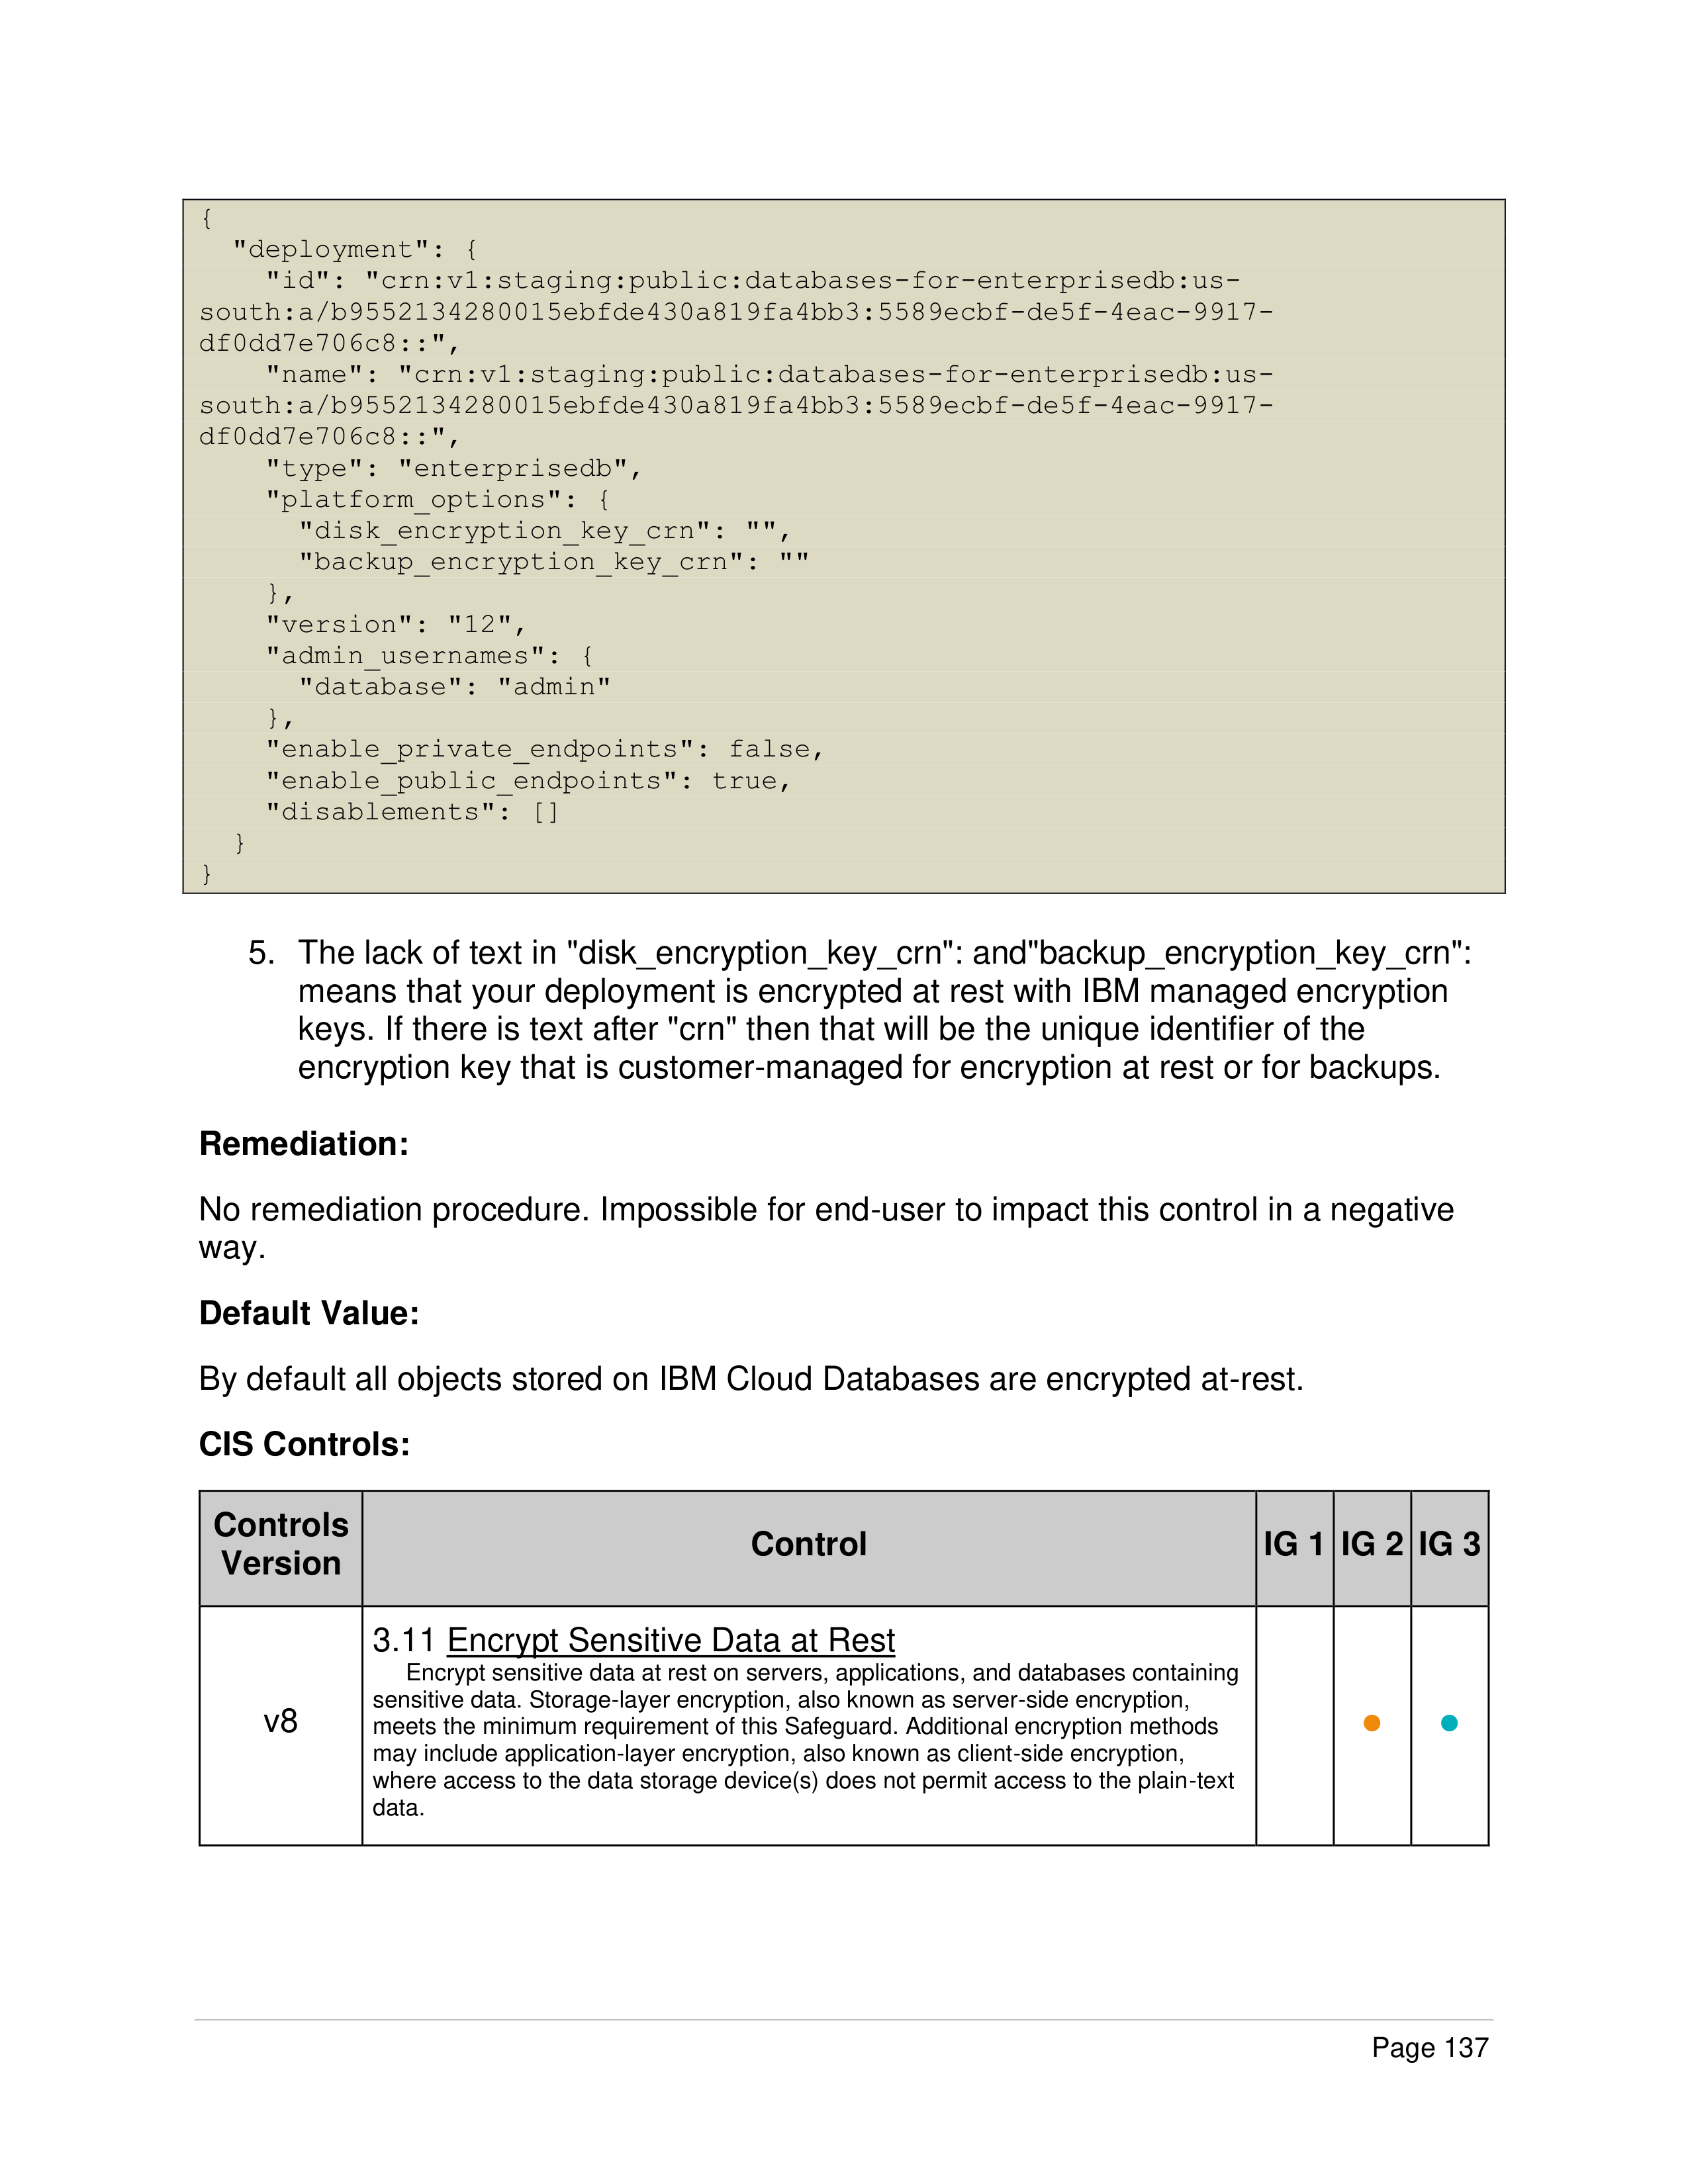 {
  "deployment": {
    "id": "crn:v1:staging:public:databases-for-enterprisedb:us-
south:a/b9552134280015ebfde430a819fa4bb3:5589ecbf-de5f-4eac-9917-
df0dd7e706c8::",
    "name": "crn:v1:staging:public:databases-for-enterprisedb:us-
south:a/b9552134280015ebfde430a819fa4bb3:5589ecbf-de5f-4eac-9917-
df0dd7e706c8::",
    "type": "enterprisedb",
    "platform_options": {
      "disk_encryption_key_crn": "",
      "backup_encryption_key_crn": ""
    },
    "version": "12",
    "admin_usernames": {
      "database": "admin"
    },
    "enable_private_endpoints": false,
    "enable_public_endpoints": true,
    "disablements": []
  }
}
5. The lack of text in "disk_encryption_key_crn": and"backup_encryption_key_crn":
means that your deployment is encrypted at rest with IBM managed encryption
keys. If there is text after "crn" then that will be the unique identifier of the
encryption key that is customer-managed for encryption at rest or for backups.
Remediation:
No remediation procedure. Impossible for end-user to impact this control in a negative
way.
Default Value:
By default all objects stored on IBM Cloud Databases are encrypted at-rest.
CIS Controls:
Controls
Version
Control
IG 1
IG 2
IG 3
v8
3.11 Encrypt Sensitive Data at Rest
Encrypt sensitive data at rest on servers, applications, and databases containing
sensitive data. Storage-layer encryption, also known as server-side encryption,
meets the minimum requirement of this Safeguard. Additional encryption methods
may include application-layer encryption, also known as client-side encryption,
where access to the data storage device(s) does not permit access to the plain-text
data.
Page 137